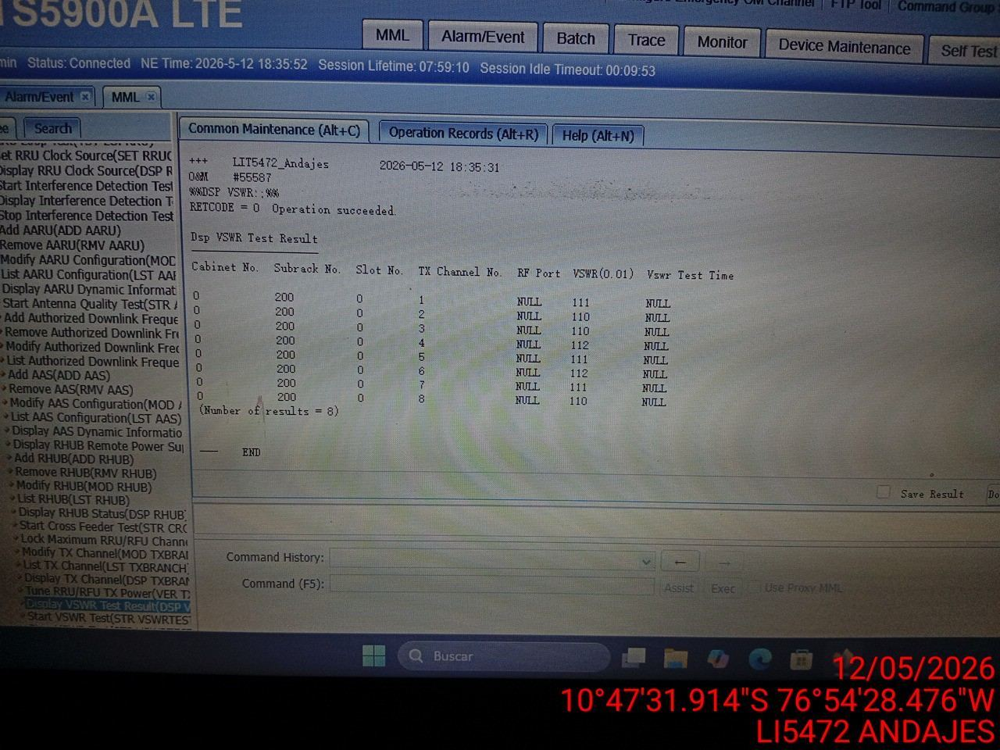 S5900A LTE
FTP Tool Command Group
MML Alarm/Event Batch Trace Monitor Device Maintenance Self Test
min Status: Connected NE Time: 2026-5-12 18:35:52 Session Lifetime: 07:59:10 Session Idle Timeout: 00:09:53
Alarm/Event × MML ×
ee Search
Common Maintenance (Alt+C) Operation Records (Alt+R) Help (Alt+N)
et RRU Clock Source(SET RRUC
Display RRU Clock Source(DSP R
Start Interference Detection Test
Display Interference Detection T
Stop Interference Detection Test
Add AARU(ADD AARU)
Remove AARU(RMV AARU)
Modify AARU Configuration(MOD
List AARU Configuration(LST AAF
Display AARU Dynamic Informat
Start Antenna Quality Test(STR A
Add Authorized Downlink Freque
Remove Authorized Downlink Fr
Modify Authorized Downlink Frec
List Authorized Downlink Freque
Add AAS(ADD AAS)
Remove AAS(RMV AAS)
Modify AAS Configuration(MOD A
List AAS Configuration(LST AAS)
Display AAS Dynamic Informatio
Display RHUB Remote Power Su
Add RHUB(ADD RHUB)
Remove RHUB(RMV RHUB)
Modify RHUB(MOD RHUB)
List RHUB(LST RHUB)
Display RHUB Status(DSP RHUB)
Start Cross Feeder Test(STR CRC
Lock Maximum RRU/RFU Channe
Modify TX Channel(MOD TXBRAI
List TX Channel(LST TXBRANCH)
Display TX Channel(DSP TXBRAN
Tune RRU/RFU TX Power(VER T
Display VSWR Test Result(DSP V
Start VSWR Test(STR VSWRTES
+++ LIT5472_Andajes 2026-05-12 18:35:31
O&M #55587
%%DSP VSWR:;%%
RETCODE = 0 Operation succeeded.
Dsp VSWR Test Result
Cabinet No. Subrack No. Slot No. TX Channel No. RF Port VSWR(0.01) Vswr Test Time
0 200 0 1 NULL 111 NULL
0 200 0 2 NULL 110 NULL
0 200 0 3 NULL 110 NULL
0 200 0 4 NULL 112 NULL
0 200 0 5 NULL 111 NULL
0 200 0 6 NULL 112 NULL
0 200 0 7 NULL 111 NULL
0 200 0 8 NULL 110 NULL
(Number of results = 8)
--- END
Save Result Do
Command History: ← →
Command (F5): Assist Exec Use Proxy MML
Buscar
12/05/2026
10°47'31.914"S 76°54'28.476"W
LI5472 ANDAJES